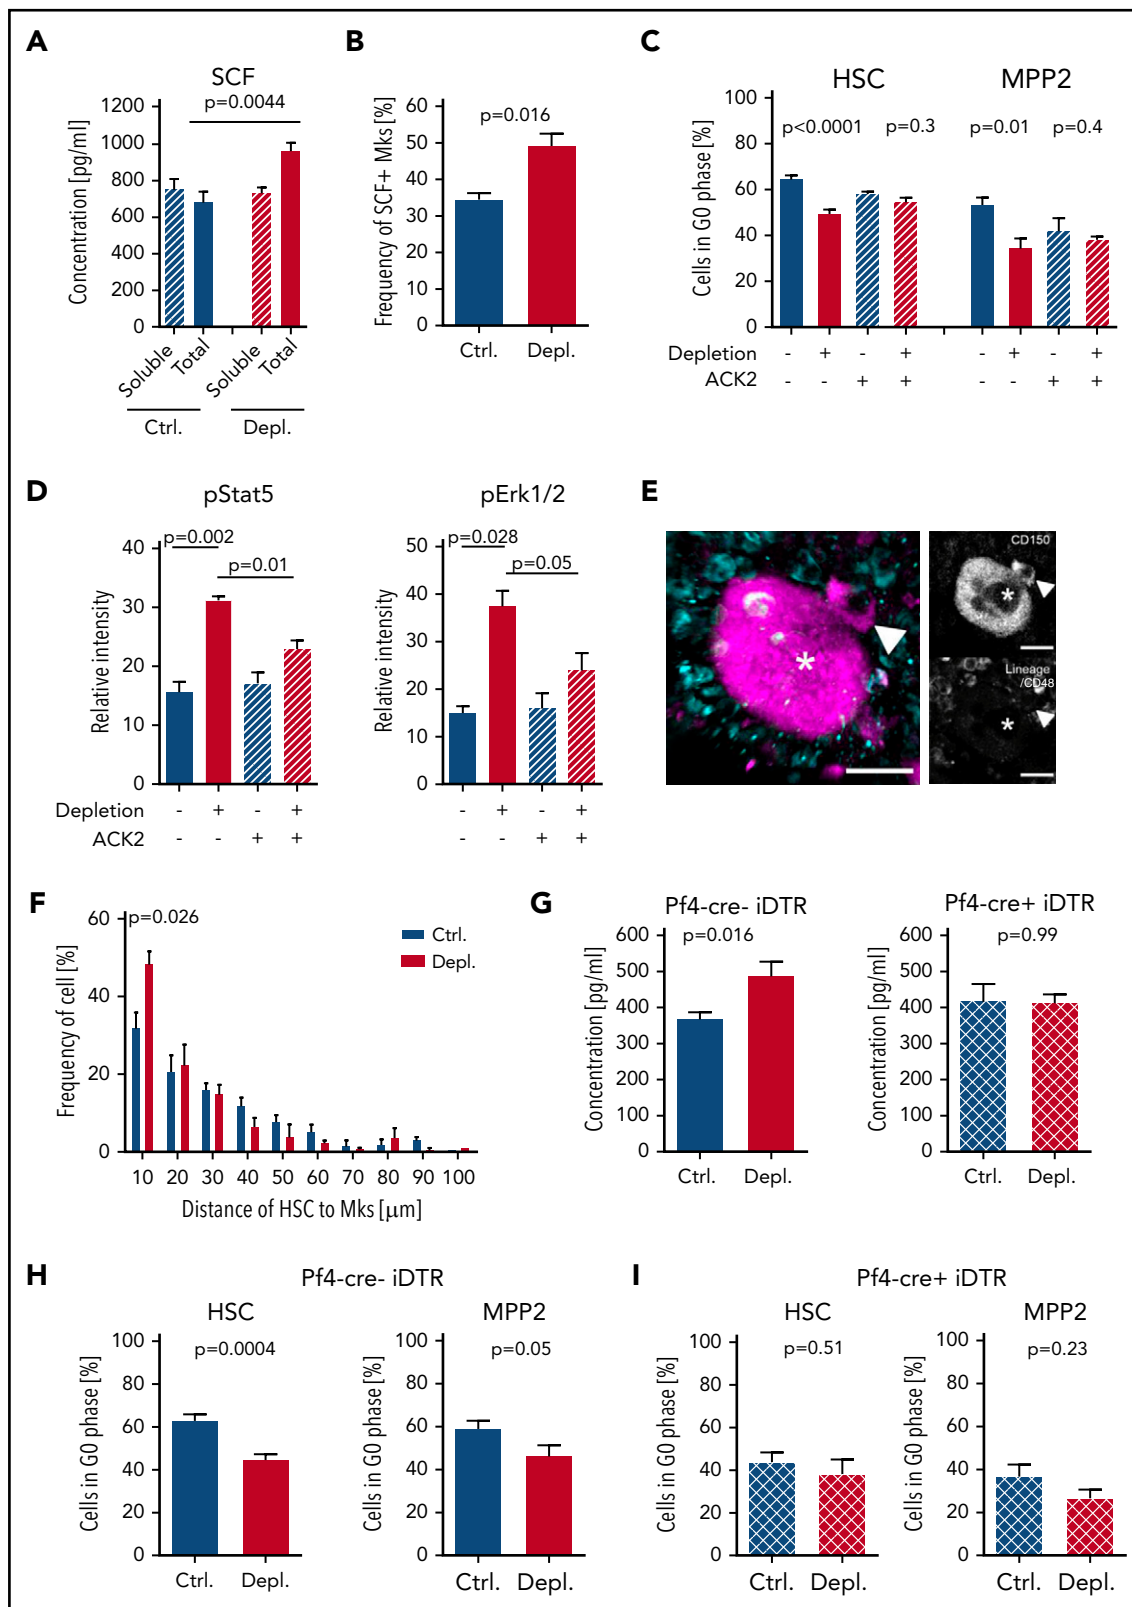 A
SCF
p=0.0044
Concentration [pg/ml]
1200
1000
800
600
400
200
0
Soluble
Total
Soluble
Total
Ctrl.
Depl.
B
p=0.016
Frequency of SCF+ Mks [%]
60
50
40
30
20
10
0
Ctrl.
Depl.
C
HSC
MPP2
p<0.0001
p=0.3
p=0.01
p=0.4
Cells in G0 phase [%]
100
80
60
40
20
0
Depletion - + - + - + - +
ACK2 - - + + - - + +
D
pStat5
p=0.002
p=0.01
Relative intensity
40
30
20
10
0
Depletion - + - +
ACK2 - - + +
pErk1/2
p=0.028
p=0.05
Relative intensity
50
40
30
20
10
0
- + - +
- - + +
E
*
CD150
*
Lineage
/CD48
*
F
p=0.026
Ctrl.
Depl.
Frequency of cell [%]
60
40
20
0
10 20 30 40 50 60 70 80 90 100
Distance of HSC to Mks [μm]
G
Pf4-cre- iDTR
p=0.016
Concentration [pg/ml]
600
500
400
300
200
100
0
Ctrl.
Depl.
Pf4-cre+ iDTR
p=0.99
Concentration [pg/ml]
600
500
400
300
200
100
0
Ctrl.
Depl.
H
Pf4-cre- iDTR
HSC
p=0.0004
Cells in G0 phase [%]
100
80
60
40
20
0
Ctrl.
Depl.
MPP2
p=0.05
Cells in G0 phase [%]
100
80
60
40
20
0
Ctrl.
Depl.
I
Pf4-cre+ iDTR
HSC
p=0.51
Cells in G0 phase [%]
100
80
60
40
20
0
Ctrl.
Depl.
MPP2
p=0.23
Cells in G0 phase [%]
100
80
60
40
20
0
Ctrl.
Depl.